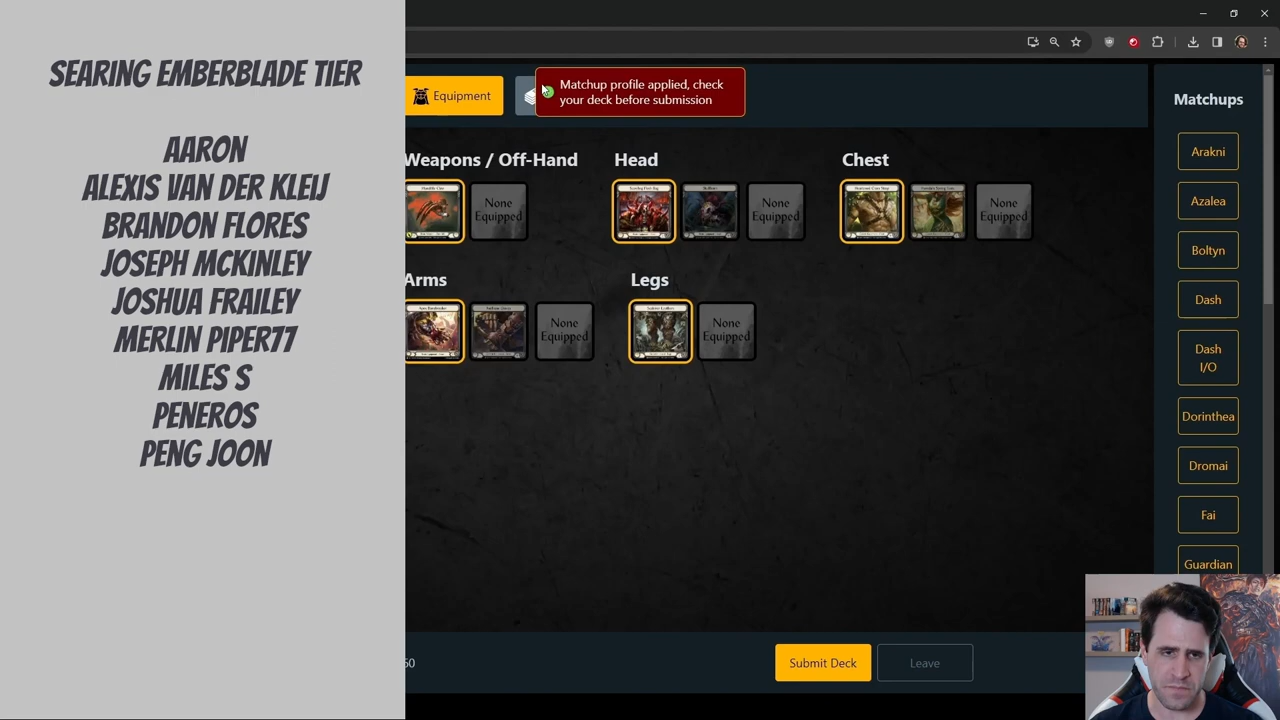 SEARING EMBERBLADE TIER
AARON
ALEXIS VAN DER KLEIJ
BRANDON FLORES
JOSEPH MCKINLEY
JOSHUA FRAILEY
MERLIN PIPER77
MILES S
PENEROS
PENG JOON
Equipment
Matchup profile applied, check
your deck before submission
Weapons / Off-Hand
None
Equipped
Head
None
Equipped
Chest
None
Equipped
Arms
None
Equipped
Legs
None
Equipped
60
Submit Deck
Leave
Matchups
Arakni
Azalea
Boltyn
Dash
Dash
I/O
Dorinthea
Dromai
Fai
Guardian